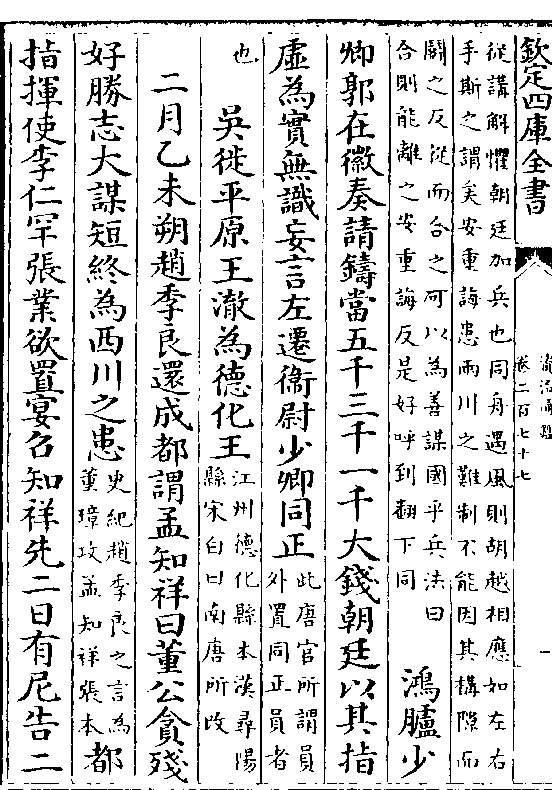 欽定四庫全書
資治通鑑
卷二百七十七
一
從講解懼朝廷加兵也同舟遇風則胡越相應如左右
手斯之謂矣安重誨患兩川之難制不能因其構隙而
鬬之反從而合之可以為善謀國乎兵法曰
合則能離之安重誨反是好呼到翻下同
鴻臚少
卿郭在徽奏請鑄當五千三千一千大錢朝廷以其指
虛為實無識妄言左遷衞尉少卿同正
此唐官所謂員
外置同正員者
也
吳徙平原王澈為德化王
江州德化縣本漢尋陽
縣宋白曰南唐所改
二月乙未朔趙季良還成都謂孟知祥曰董公貪殘
好勝志大謀短終為西川之患
史紀趙季良之言為
董璋攻孟知祥張本
都
指揮使李仁罕張業欲置宴召知祥先二日有尼告二